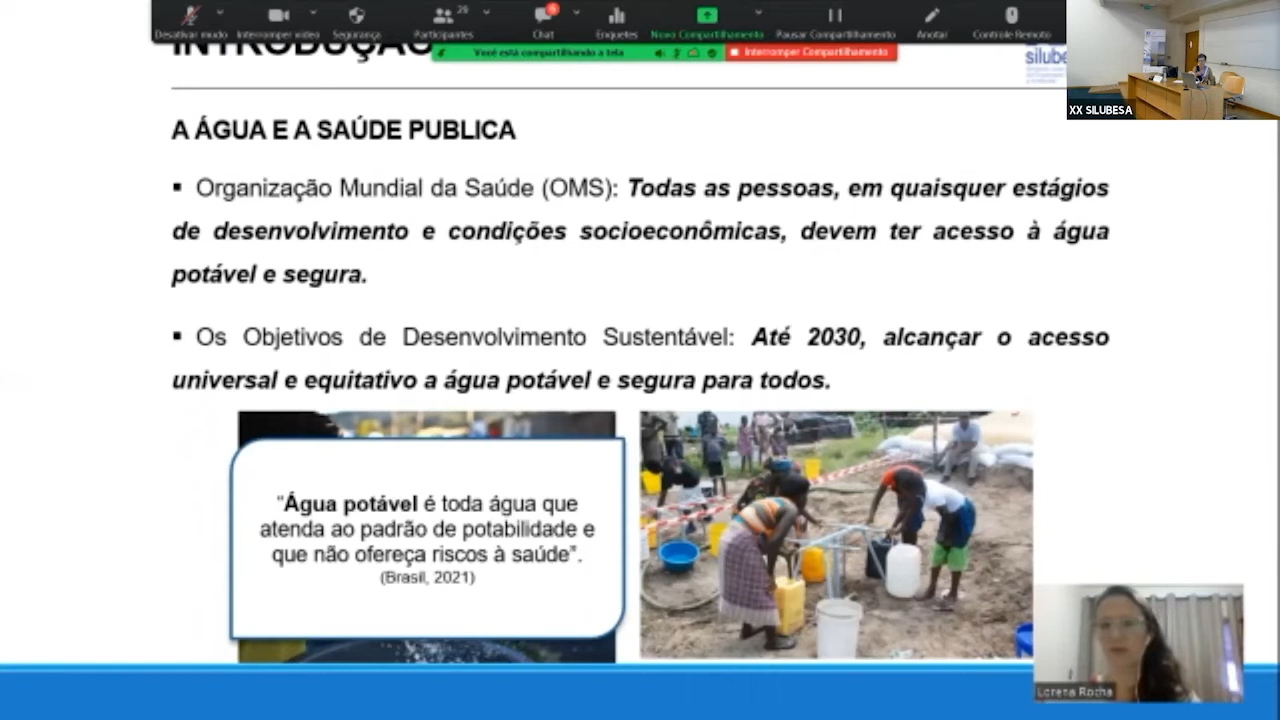 Desativar mudo
Interromper vídeo
Segurança
Participantes
29
Chat
Enquetes
Novo Compartilhamento
Pausar Compartilhamento
Anotar
Controle Remoto
Você está compartilhando a tela
Interromper Compartilhamento
INTRODUÇÃO
silube
XX SILUBESA
A ÁGUA E A SAÚDE PUBLICA
▪ Organização Mundial da Saúde (OMS): Todas as pessoas, em quaisquer estágios
de desenvolvimento e condições socioeconômicas, devem ter acesso à água
potável e segura.
▪ Os Objetivos de Desenvolvimento Sustentável: Até 2030, alcançar o acesso
universal e equitativo a água potável e segura para todos.
"Água potável é toda água que
atenda ao padrão de potabilidade e
que não ofereça riscos à saúde".
(Brasil, 2021)
Lorena Rocha